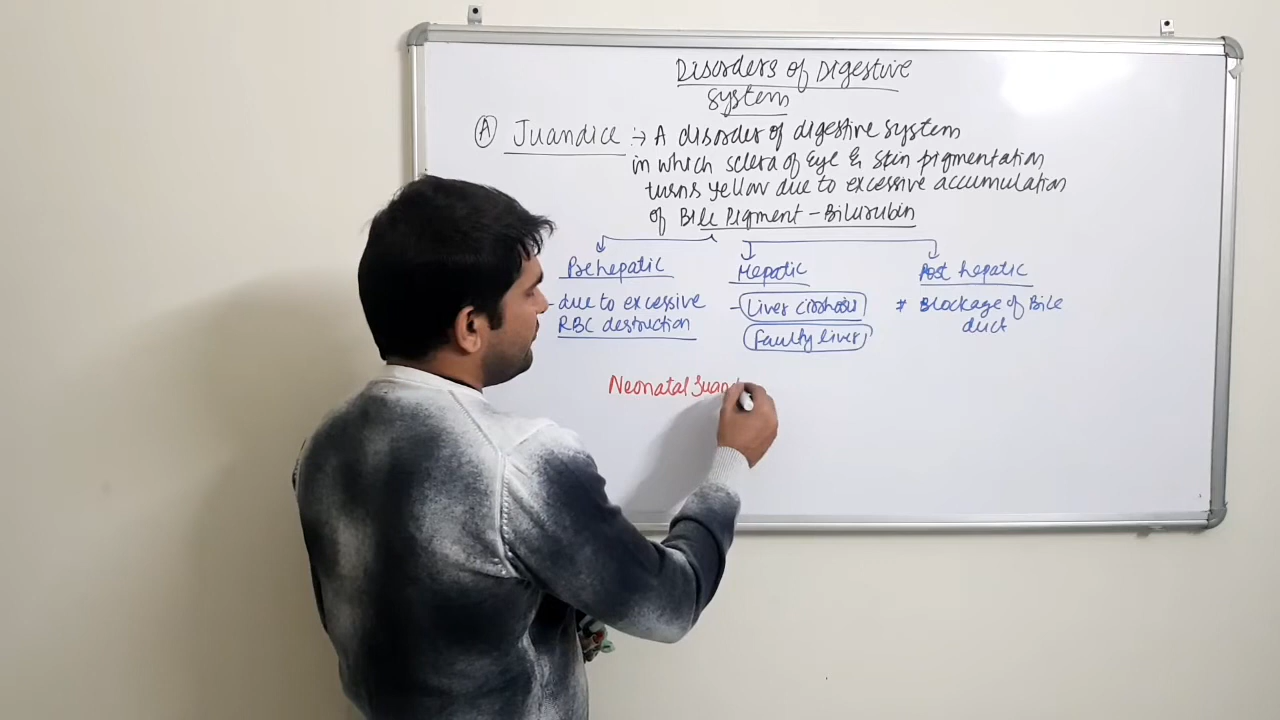 Disorders of Digestive
System
A Juandice :→ A disorder of digestive system
in which sclera of Eye & skin pigmentation
turns yellow due to excessive accumulation
of Bile Pigment - Bilirubin
Prehepatic Hepatic Post hepatic
- due to excessive - Liver cirrhosis * Blockage of Bile
RBC destruction Faulty liver duct
Neonatal Juand